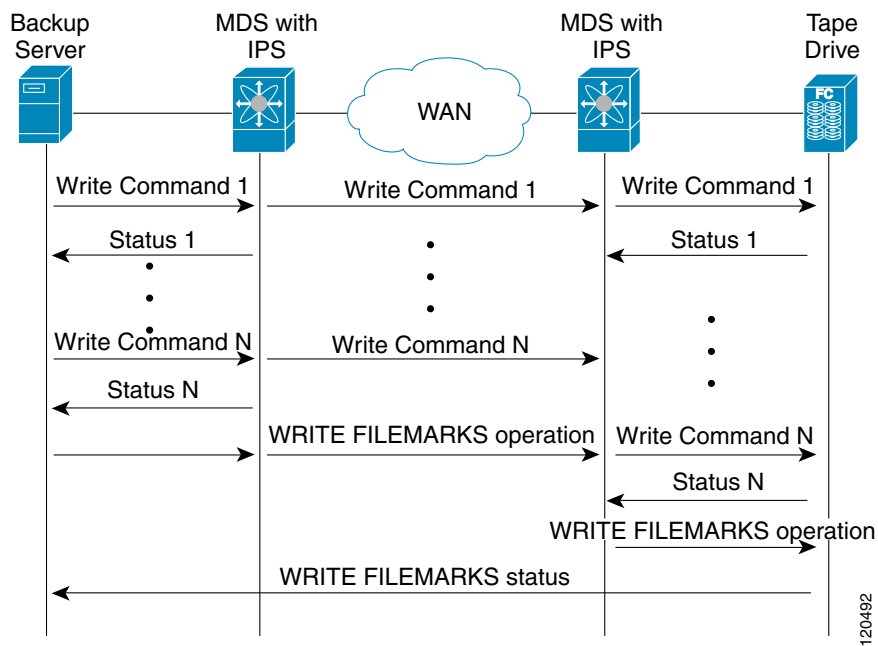 Backup
Server
MDS with
IPS
MDS with
IPS
Tape
Drive
WAN
FC
Write Command 1
Write Command 1
Write Command 1
Status 1
Status 1
Write Command N
Write Command N
Status N
WRITE FILEMARKS operation
Write Command N
Status N
WRITE FILEMARKS operation
WRITE FILEMARKS status
120492